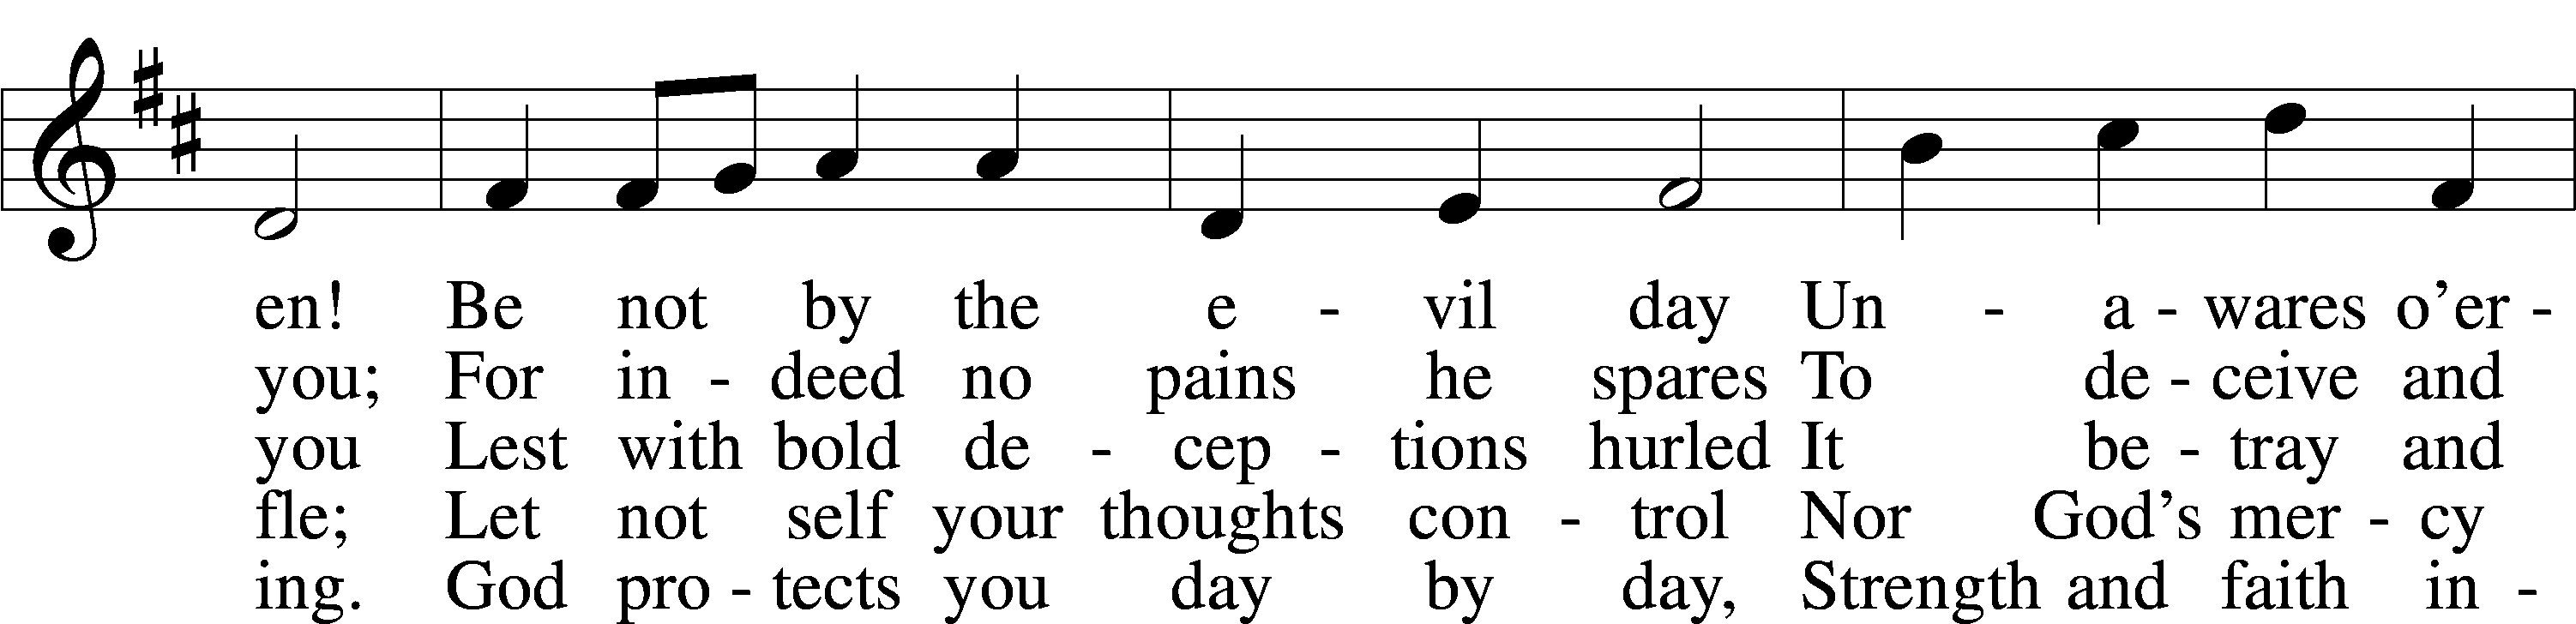 en! Be not by the e - vil day Un - a - wares o’er -
you; For in - deed no pains he spares To de - ceive and
you Lest with bold de - cep - tions hurled It be - tray and
fle; Let not self your thoughts con - trol Nor God’s mer - cy
ing. God pro - tects you day by day, Strength and faith in -